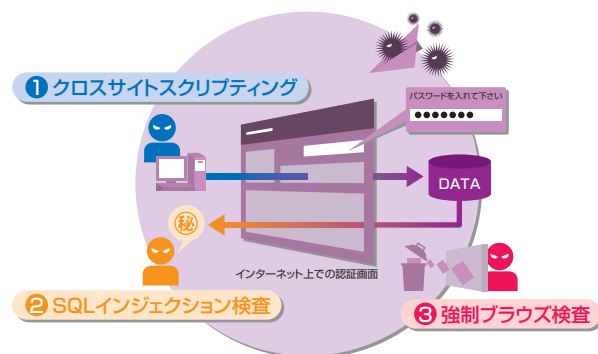 ❶ クロスサイトスクリプティング
パスワードを入れて下さい
●●●●●●●
DATA
㊙
インターネット上での認証画面
❷ SQLインジェクション検査
❸ 強制ブラウズ検査